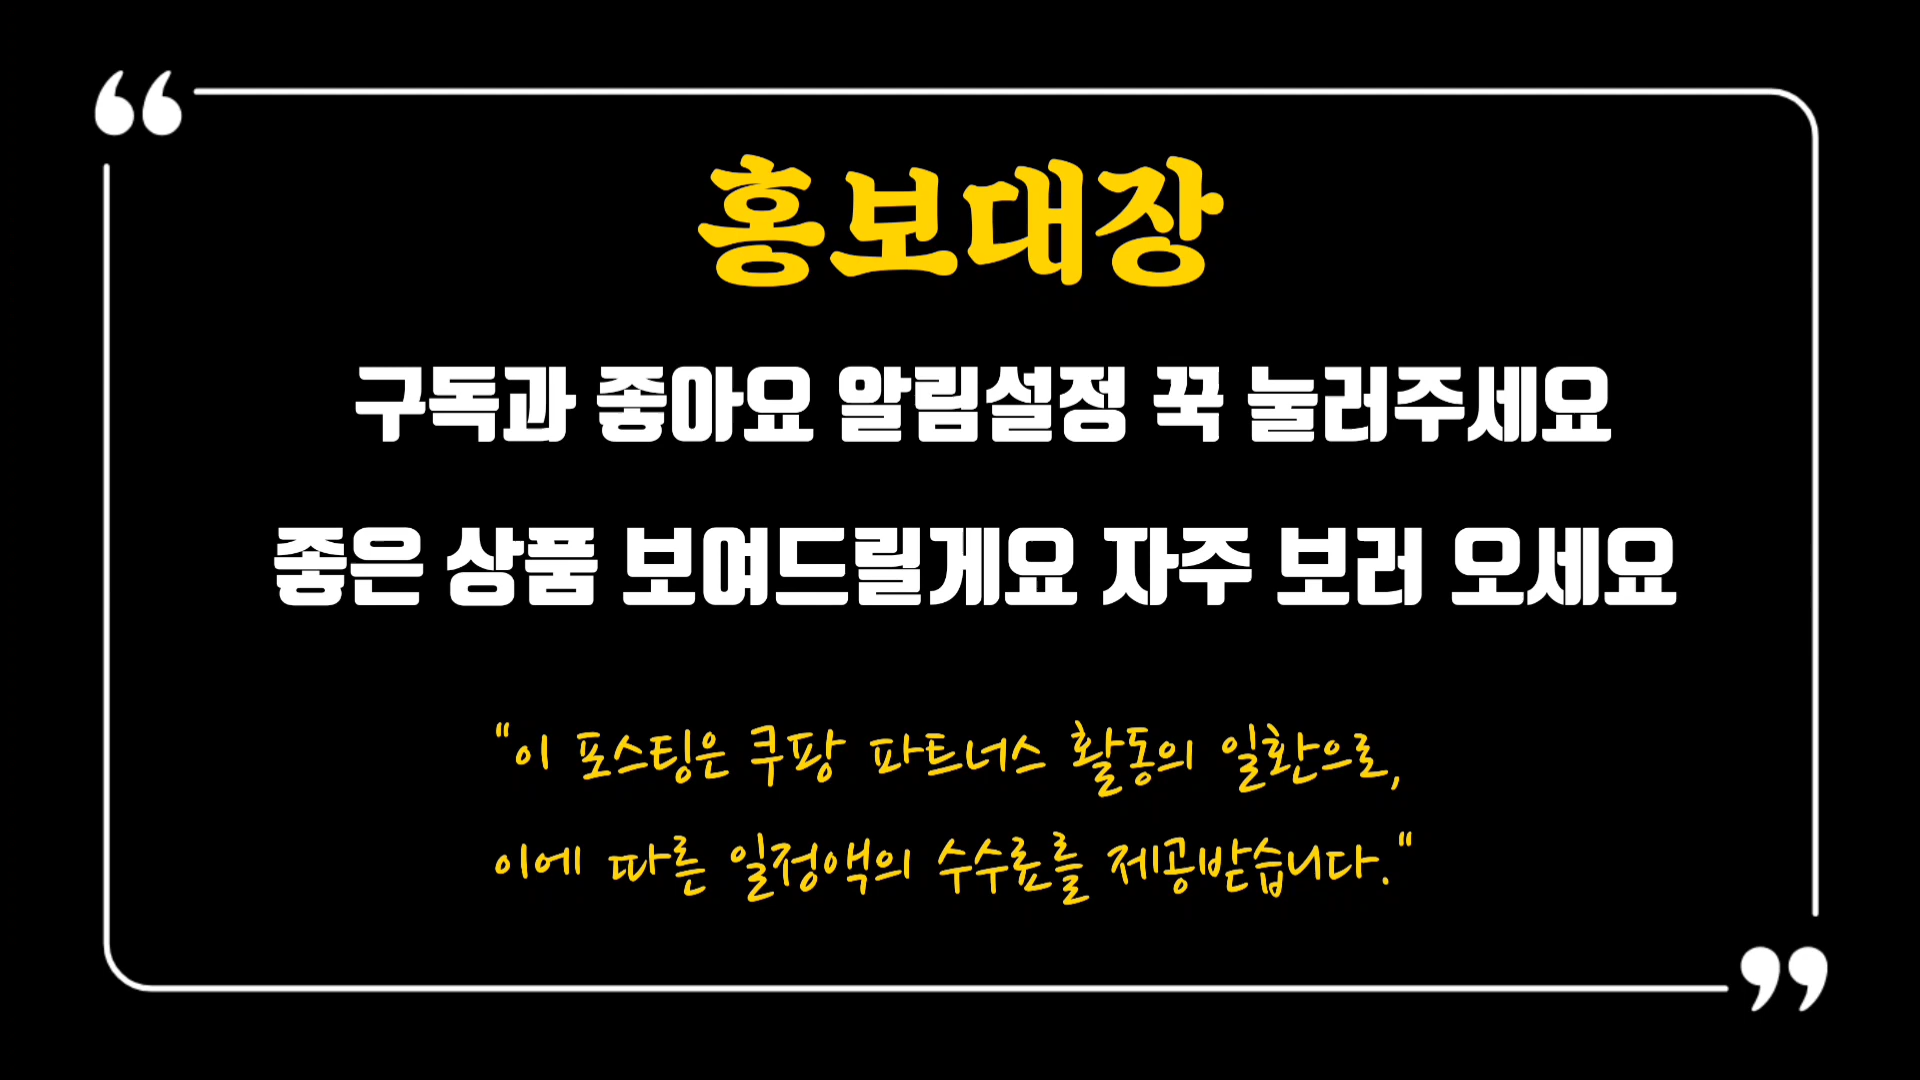 홍보대장
구독과 좋아요 알림설정 꾹 눌러주세요
좋은 상품 보여드릴게요 자주 보러 오세요
"이 포스팅은 쿠팡 파트너스 활동의 일환으로,
이에 따른 일정액의 수수료를 제공받습니다."